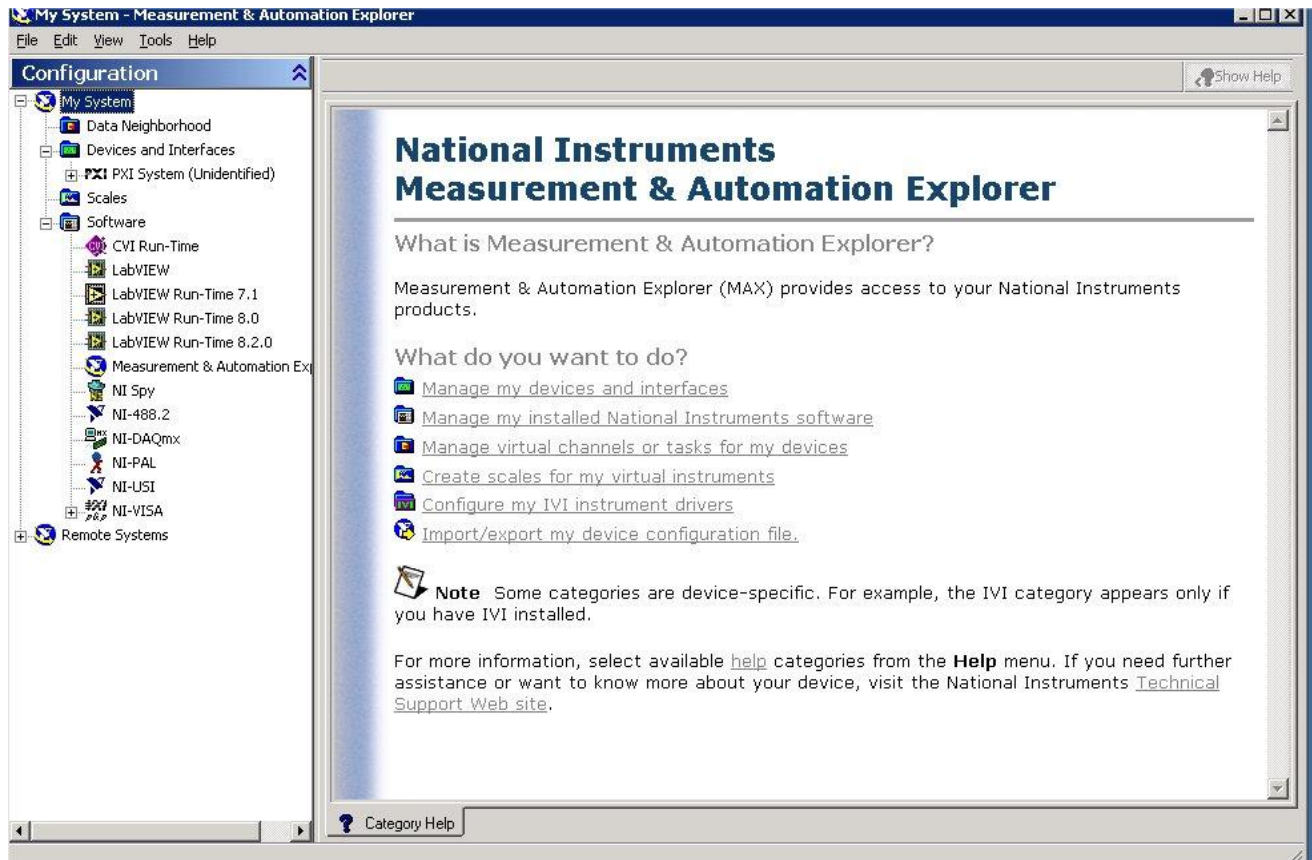 My System - Measurement & Automation Explorer
File Edit View Tools Help
Configuration
Show Help
My System
Data Neighborhood
Devices and Interfaces
PXI PXI System (Unidentified)
Scales
Software
CVI Run-Time
LabVIEW
LabVIEW Run-Time 7.1
LabVIEW Run-Time 8.0
LabVIEW Run-Time 8.2.0
Measurement & Automation Exp
NI Spy
NI-488.2
NI-DAQmx
NI-PAL
NI-USI
NI-VISA
Remote Systems
National Instruments
Measurement & Automation Explorer
What is Measurement & Automation Explorer?
Measurement & Automation Explorer (MAX) provides access to your National Instruments
products.
What do you want to do?
Manage my devices and interfaces
Manage my installed National Instruments software
Manage virtual channels or tasks for my devices
Create scales for my virtual instruments
IVI Configure my IVI instrument drivers
Import/export my device configuration file.
Note Some categories are device-specific. For example, the IVI category appears only if
you have IVI installed.
For more information, select available help categories from the Help menu. If you need further
assistance or want to know more about your device, visit the National Instruments Technical
Support Web site.
Category Help